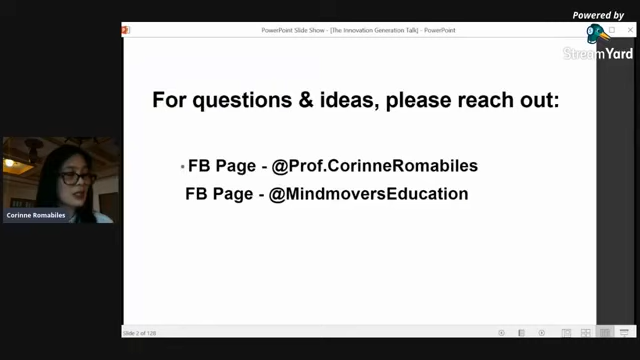 Powered by
StreamYard
PowerPoint Slide Show - [The Innovation Generation Talk] - PowerPoint
For questions & ideas, please reach out:
FB Page - @Prof.CorinneRomabiles
FB Page - @MindmoversEducation
Corinne Romabiles
Slide 2 of 128